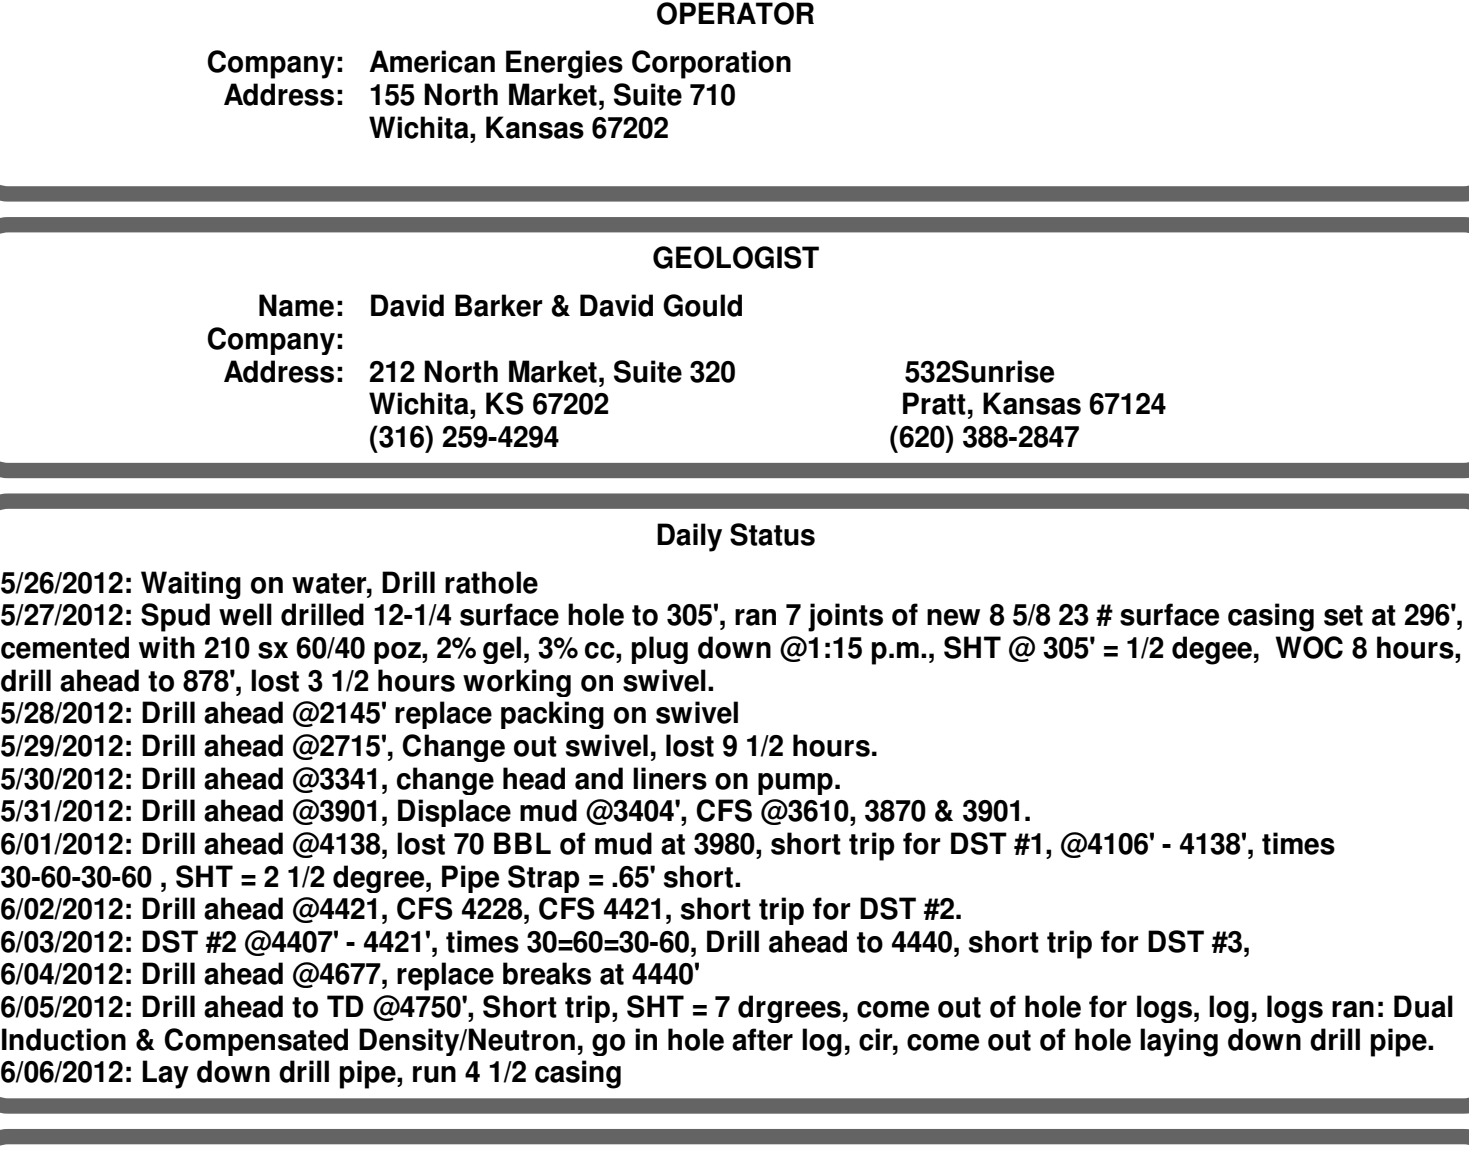 OPERATOR
Company: American Energies Corporation
Address: 155 North Market, Suite 710
Wichita, Kansas 67202
GEOLOGIST
Name: David Barker & David Gould
Company:
Address: 212 North Market, Suite 320 532Sunrise
Wichita, KS 67202 Pratt, Kansas 67124
(316) 259-4294 (620) 388-2847
Daily Status
5/26/2012: Waiting on water, Drill rathole
5/27/2012: Spud well drilled 12-1/4 surface hole to 305', ran 7 joints of new 8 5/8 23 # surface casing set at 296',
cemented with 210 sx 60/40 poz, 2% gel, 3% cc, plug down @1:15 p.m., SHT @ 305' = 1/2 degee, WOC 8 hours,
drill ahead to 878', lost 3 1/2 hours working on swivel.
5/28/2012: Drill ahead @2145' replace packing on swivel
5/29/2012: Drill ahead @2715', Change out swivel, lost 9 1/2 hours.
5/30/2012: Drill ahead @3341, change head and liners on pump.
5/31/2012: Drill ahead @3901, Displace mud @3404', CFS @3610, 3870 & 3901.
6/01/2012: Drill ahead @4138, lost 70 BBL of mud at 3980, short trip for DST #1, @4106' - 4138', times
30-60-30-60 , SHT = 2 1/2 degree, Pipe Strap = .65' short.
6/02/2012: Drill ahead @4421, CFS 4228, CFS 4421, short trip for DST #2.
6/03/2012: DST #2 @4407' - 4421', times 30=60=30-60, Drill ahead to 4440, short trip for DST #3,
6/04/2012: Drill ahead @4677, replace breaks at 4440'
6/05/2012: Drill ahead to TD @4750', Short trip, SHT = 7 drgrees, come out of hole for logs, log, logs ran: Dual
Induction & Compensated Density/Neutron, go in hole after log, cir, come out of hole laying down drill pipe.
6/06/2012: Lay down drill pipe, run 4 1/2 casing